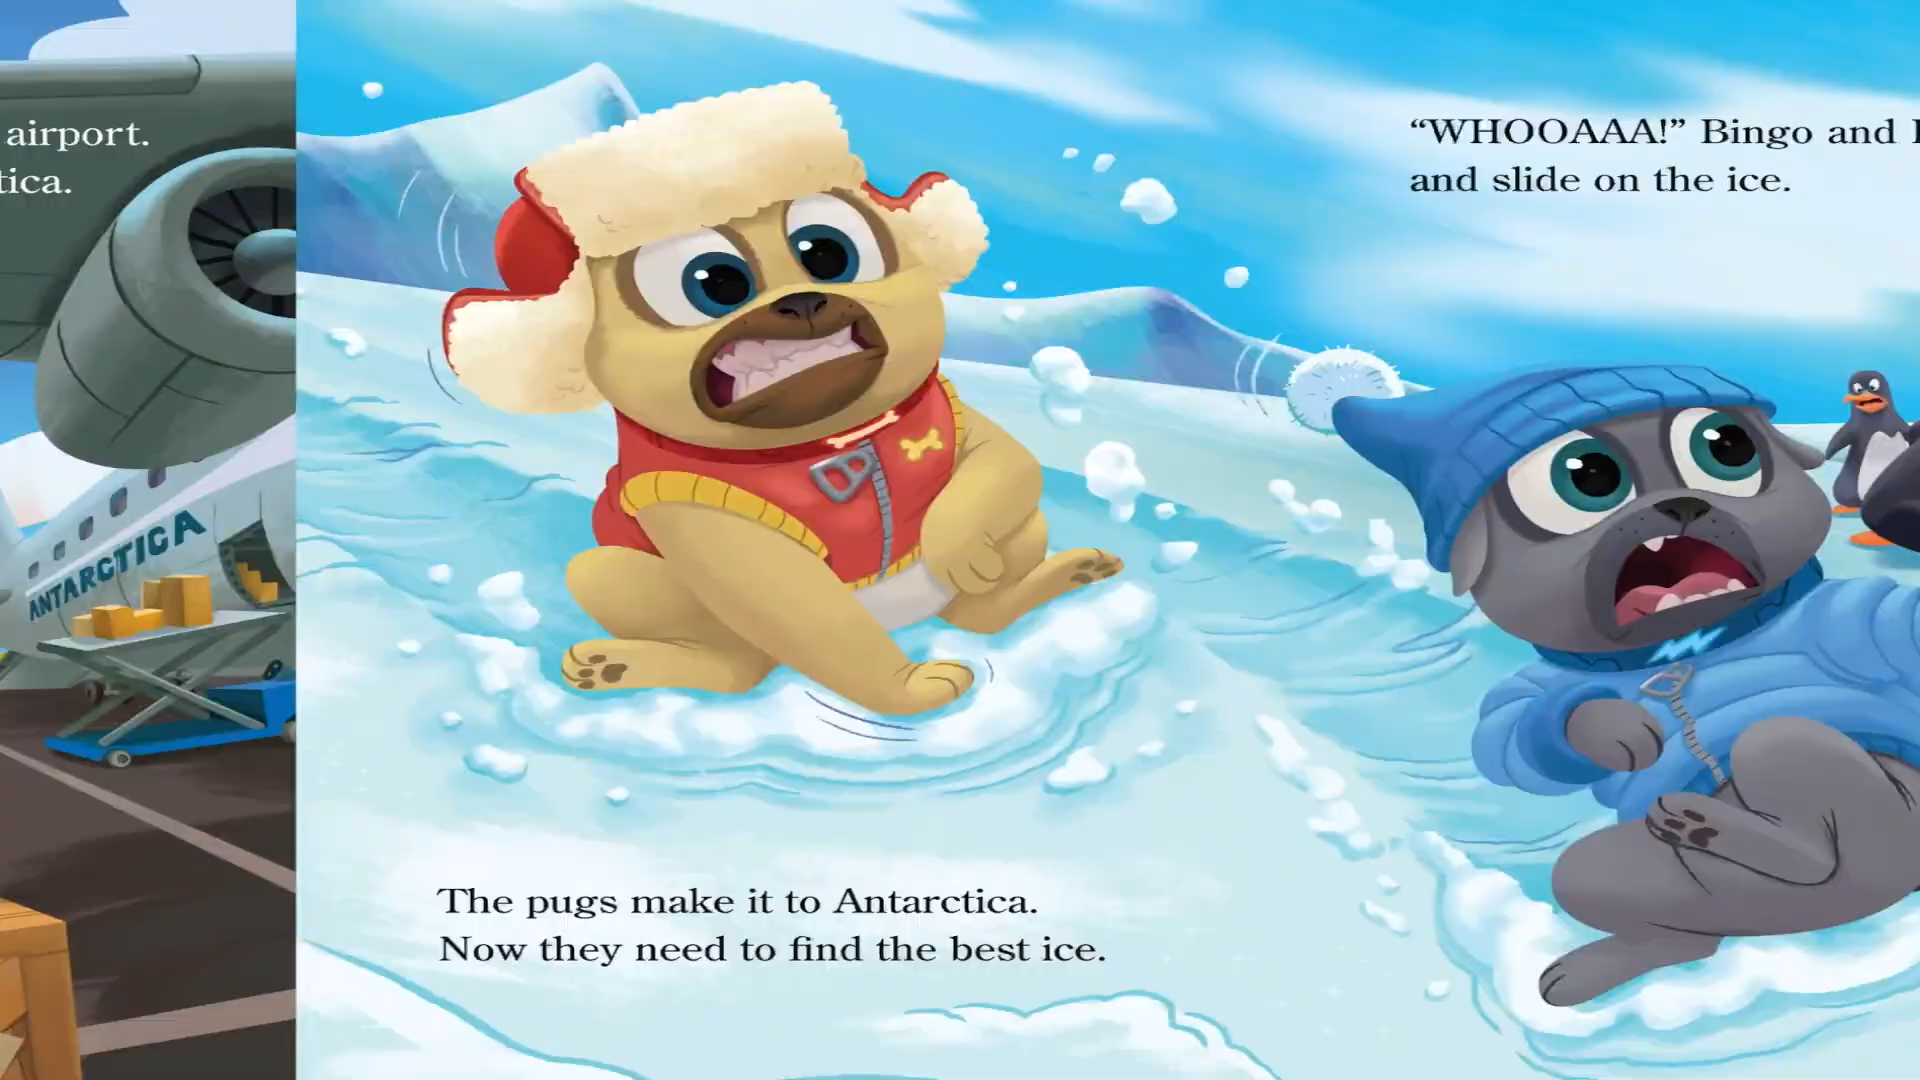 airport.
ANTARCTICA
The pugs make it to Antarctica.
Now they need to find the best ice.
“WHOOAAA!” Bingo and
and slide on the ice.